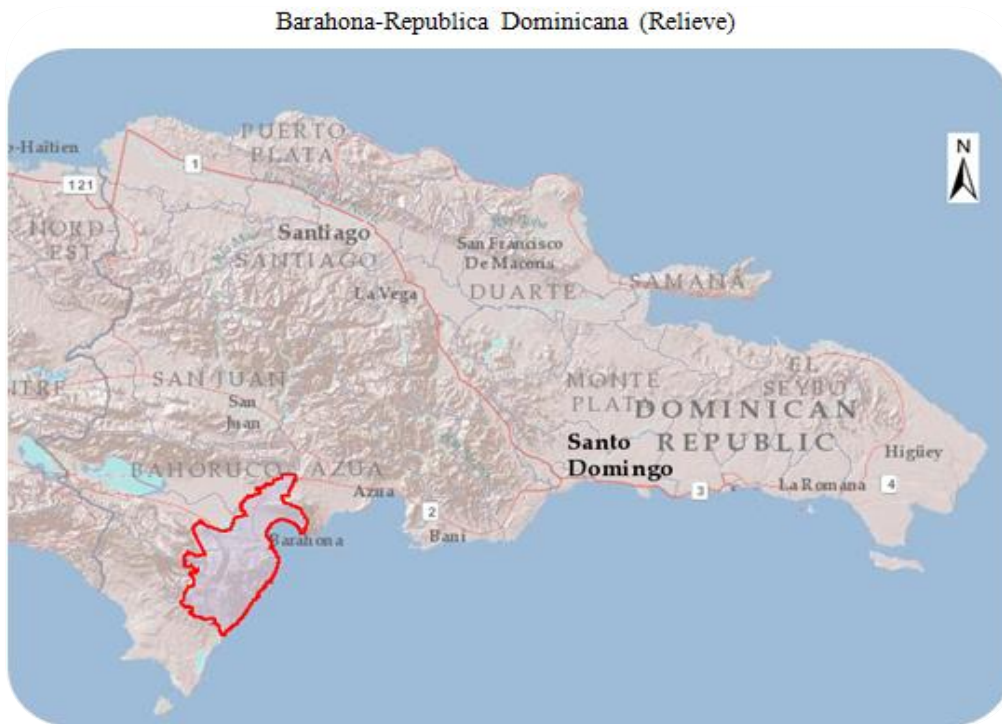 Barahona-Republica Dominicana (Relieve)
PUERTO
PLATA
o-Haïtien
N
1
121
NORD-
EST
Santiago
SANTIAGO
San Francisco
De Macoris
La Vega
DUARTE
SAMANÁ
NTRE
SAN JUAN
San
Juan
MONTE
PLATA
EL
SEYBO
DOMINICAN
REPUBLIC
Santo
Domingo
Higüey
BAHORUCO
AZUA
Azua
3
La Romana
4
2
Bani
Barahona